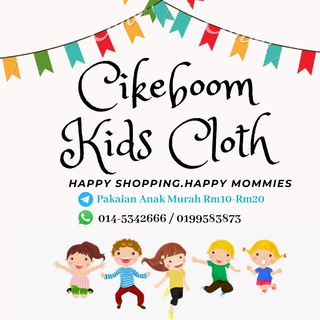 Cikeboom
Kids Cloth
HAPPY SHOPPING.HAPPY MOMMIES
Pakaian Anak Murah Rm10-Rm20
014-5342666 / 0199583873